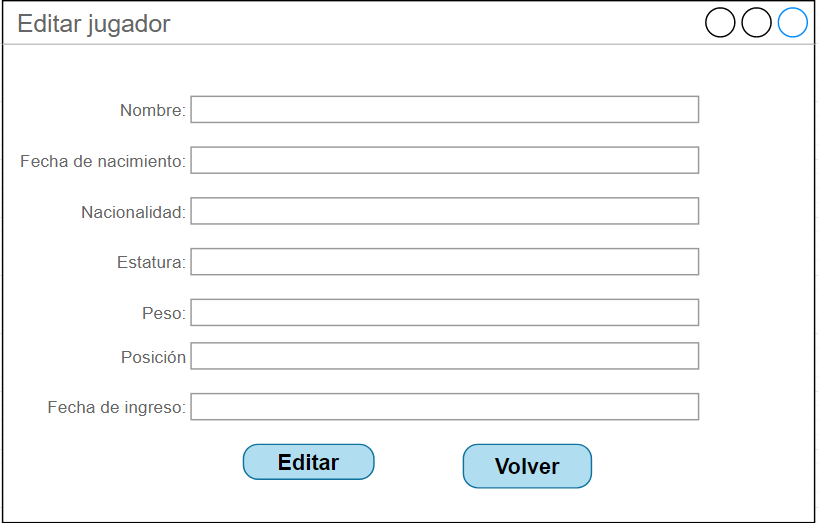 Editar jugador
Nombre:
Fecha de nacimiento:
Nacionalidad:
Estatura:
Peso:
Posición
Fecha de ingreso:
Editar
Volver